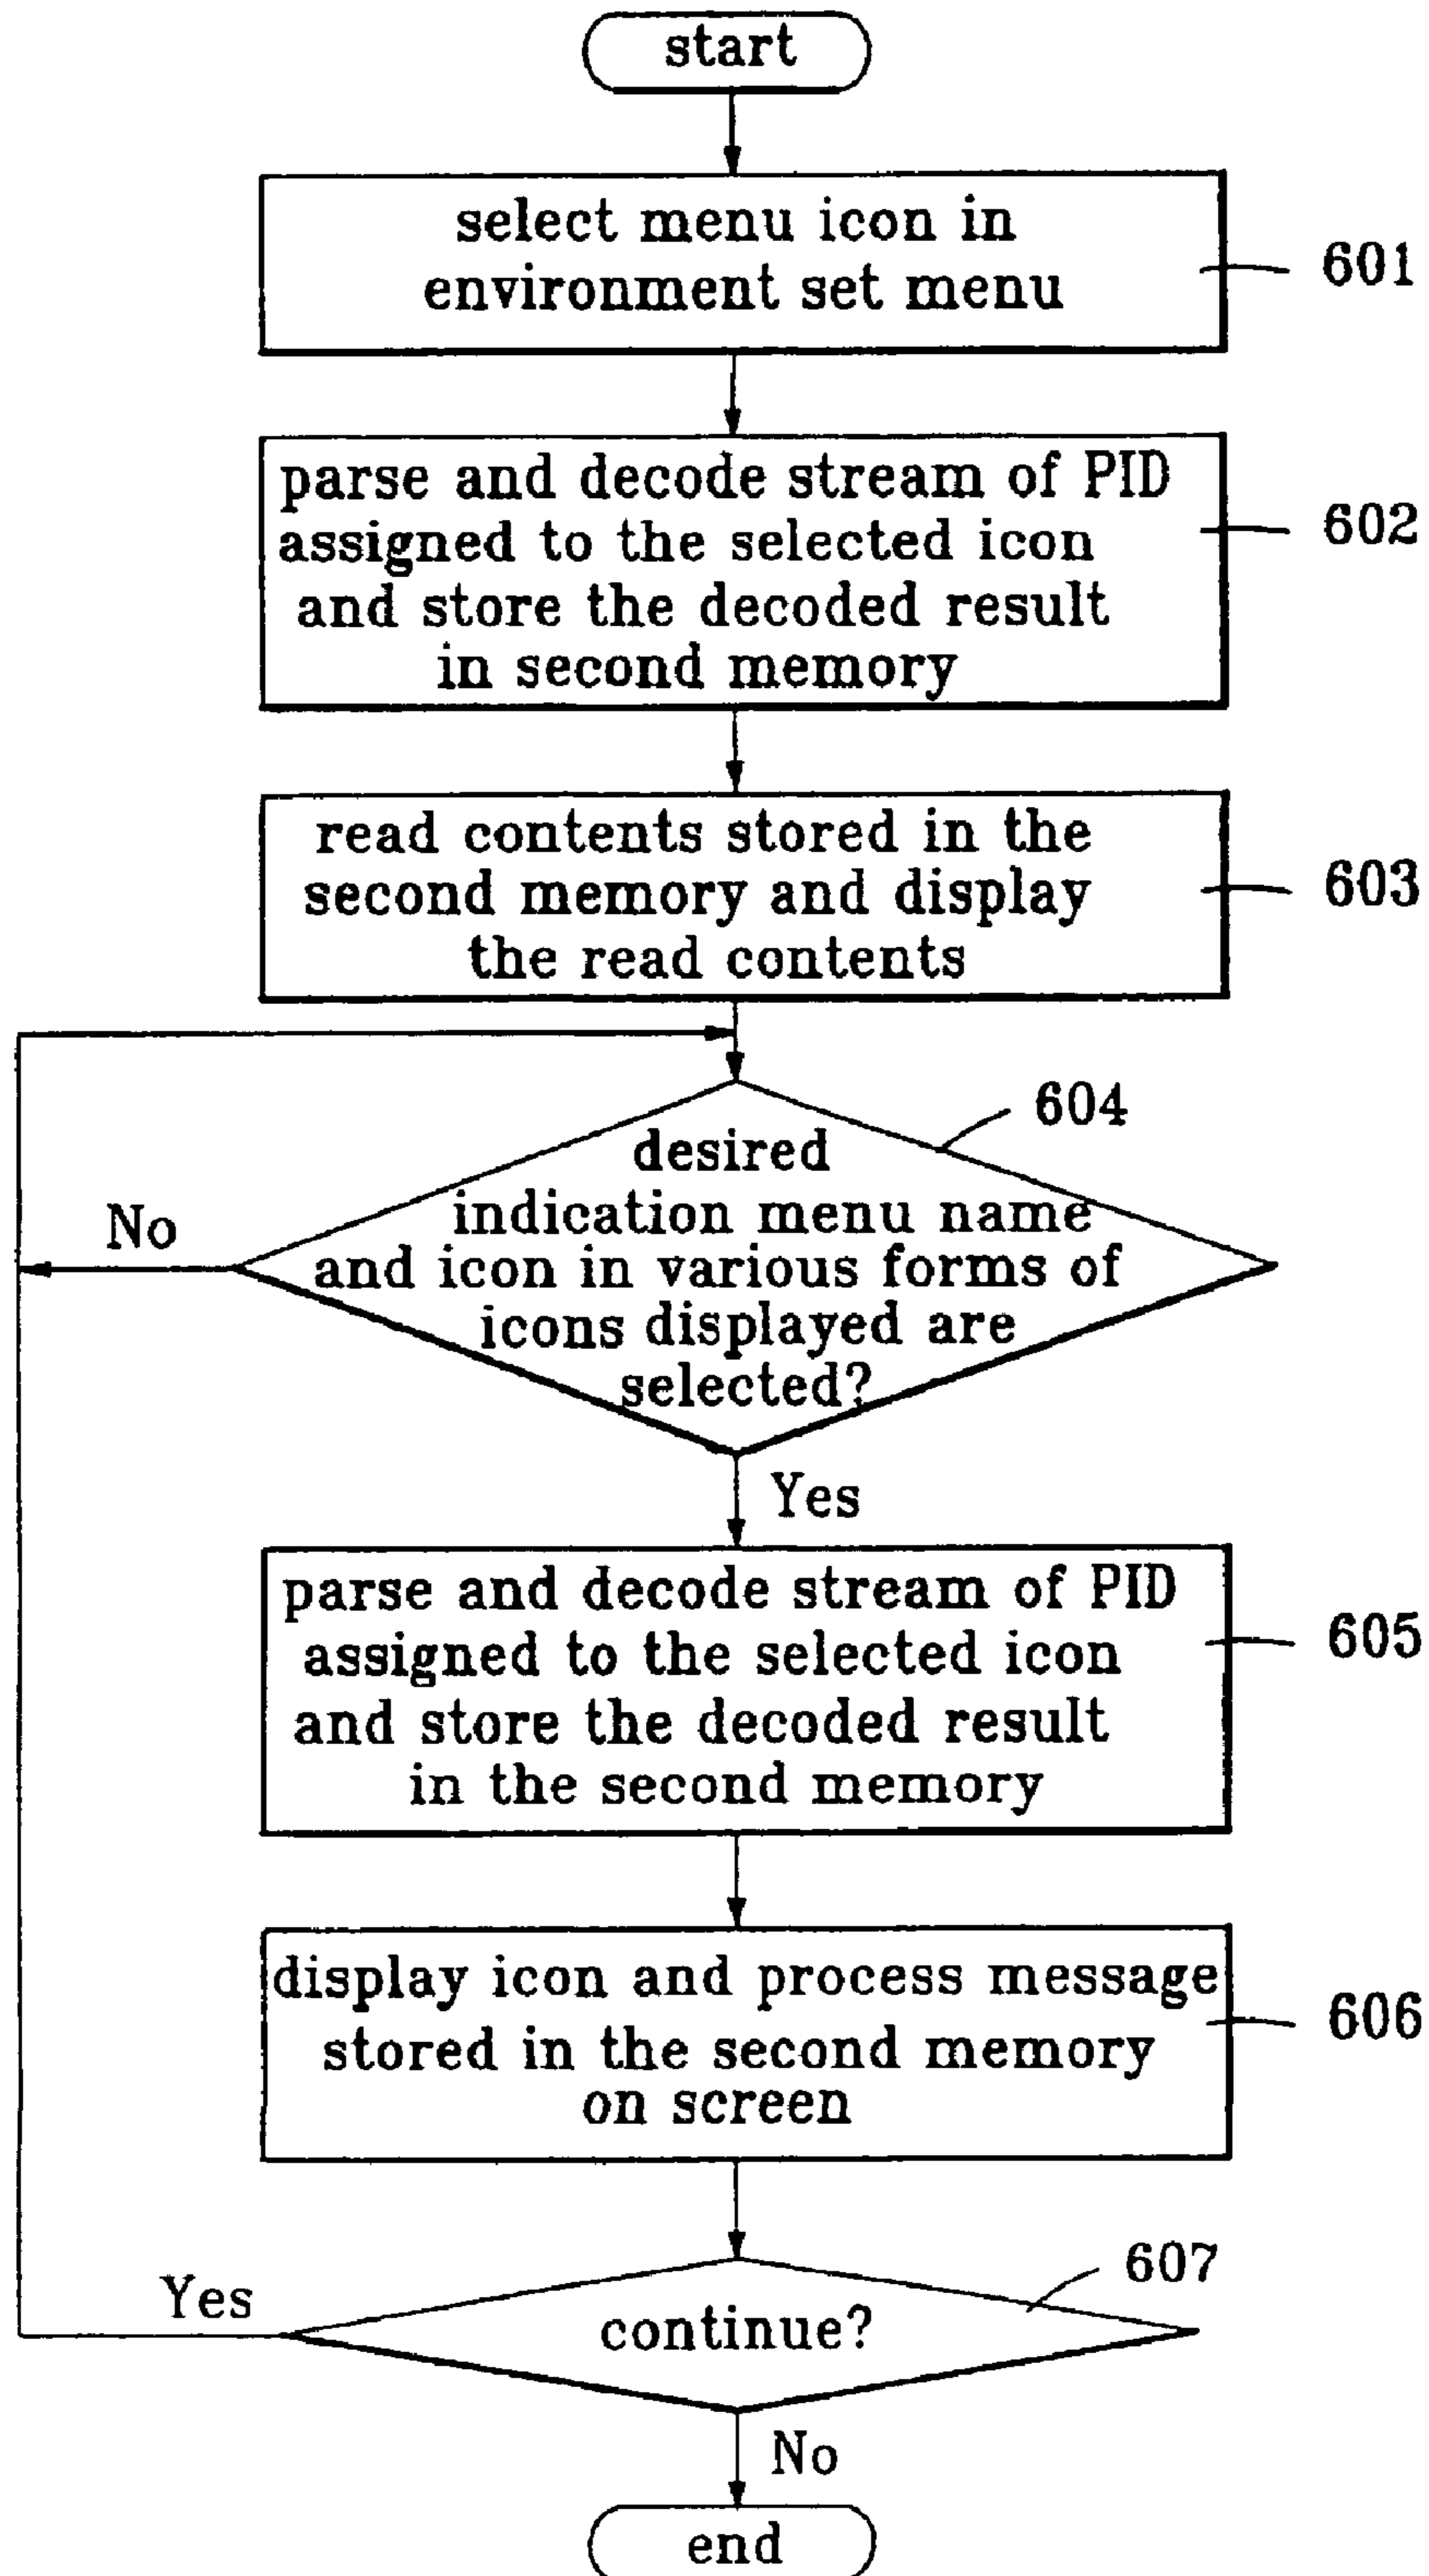 start
select menu icon in
environment set menu
601
parse and decode stream of PID
assigned to the selected icon
and store the decoded result
in second memory
602
read contents stored in the
second memory and display
the read contents
603
604
desired
indication menu name
and icon in various forms of
icons displayed are
selected?
No
Yes
parse and decode stream of PID
assigned to the selected icon
and store the decoded result
in the second memory
605
display icon and process message
stored in the second memory
on screen
606
607
continue?
Yes
No
end